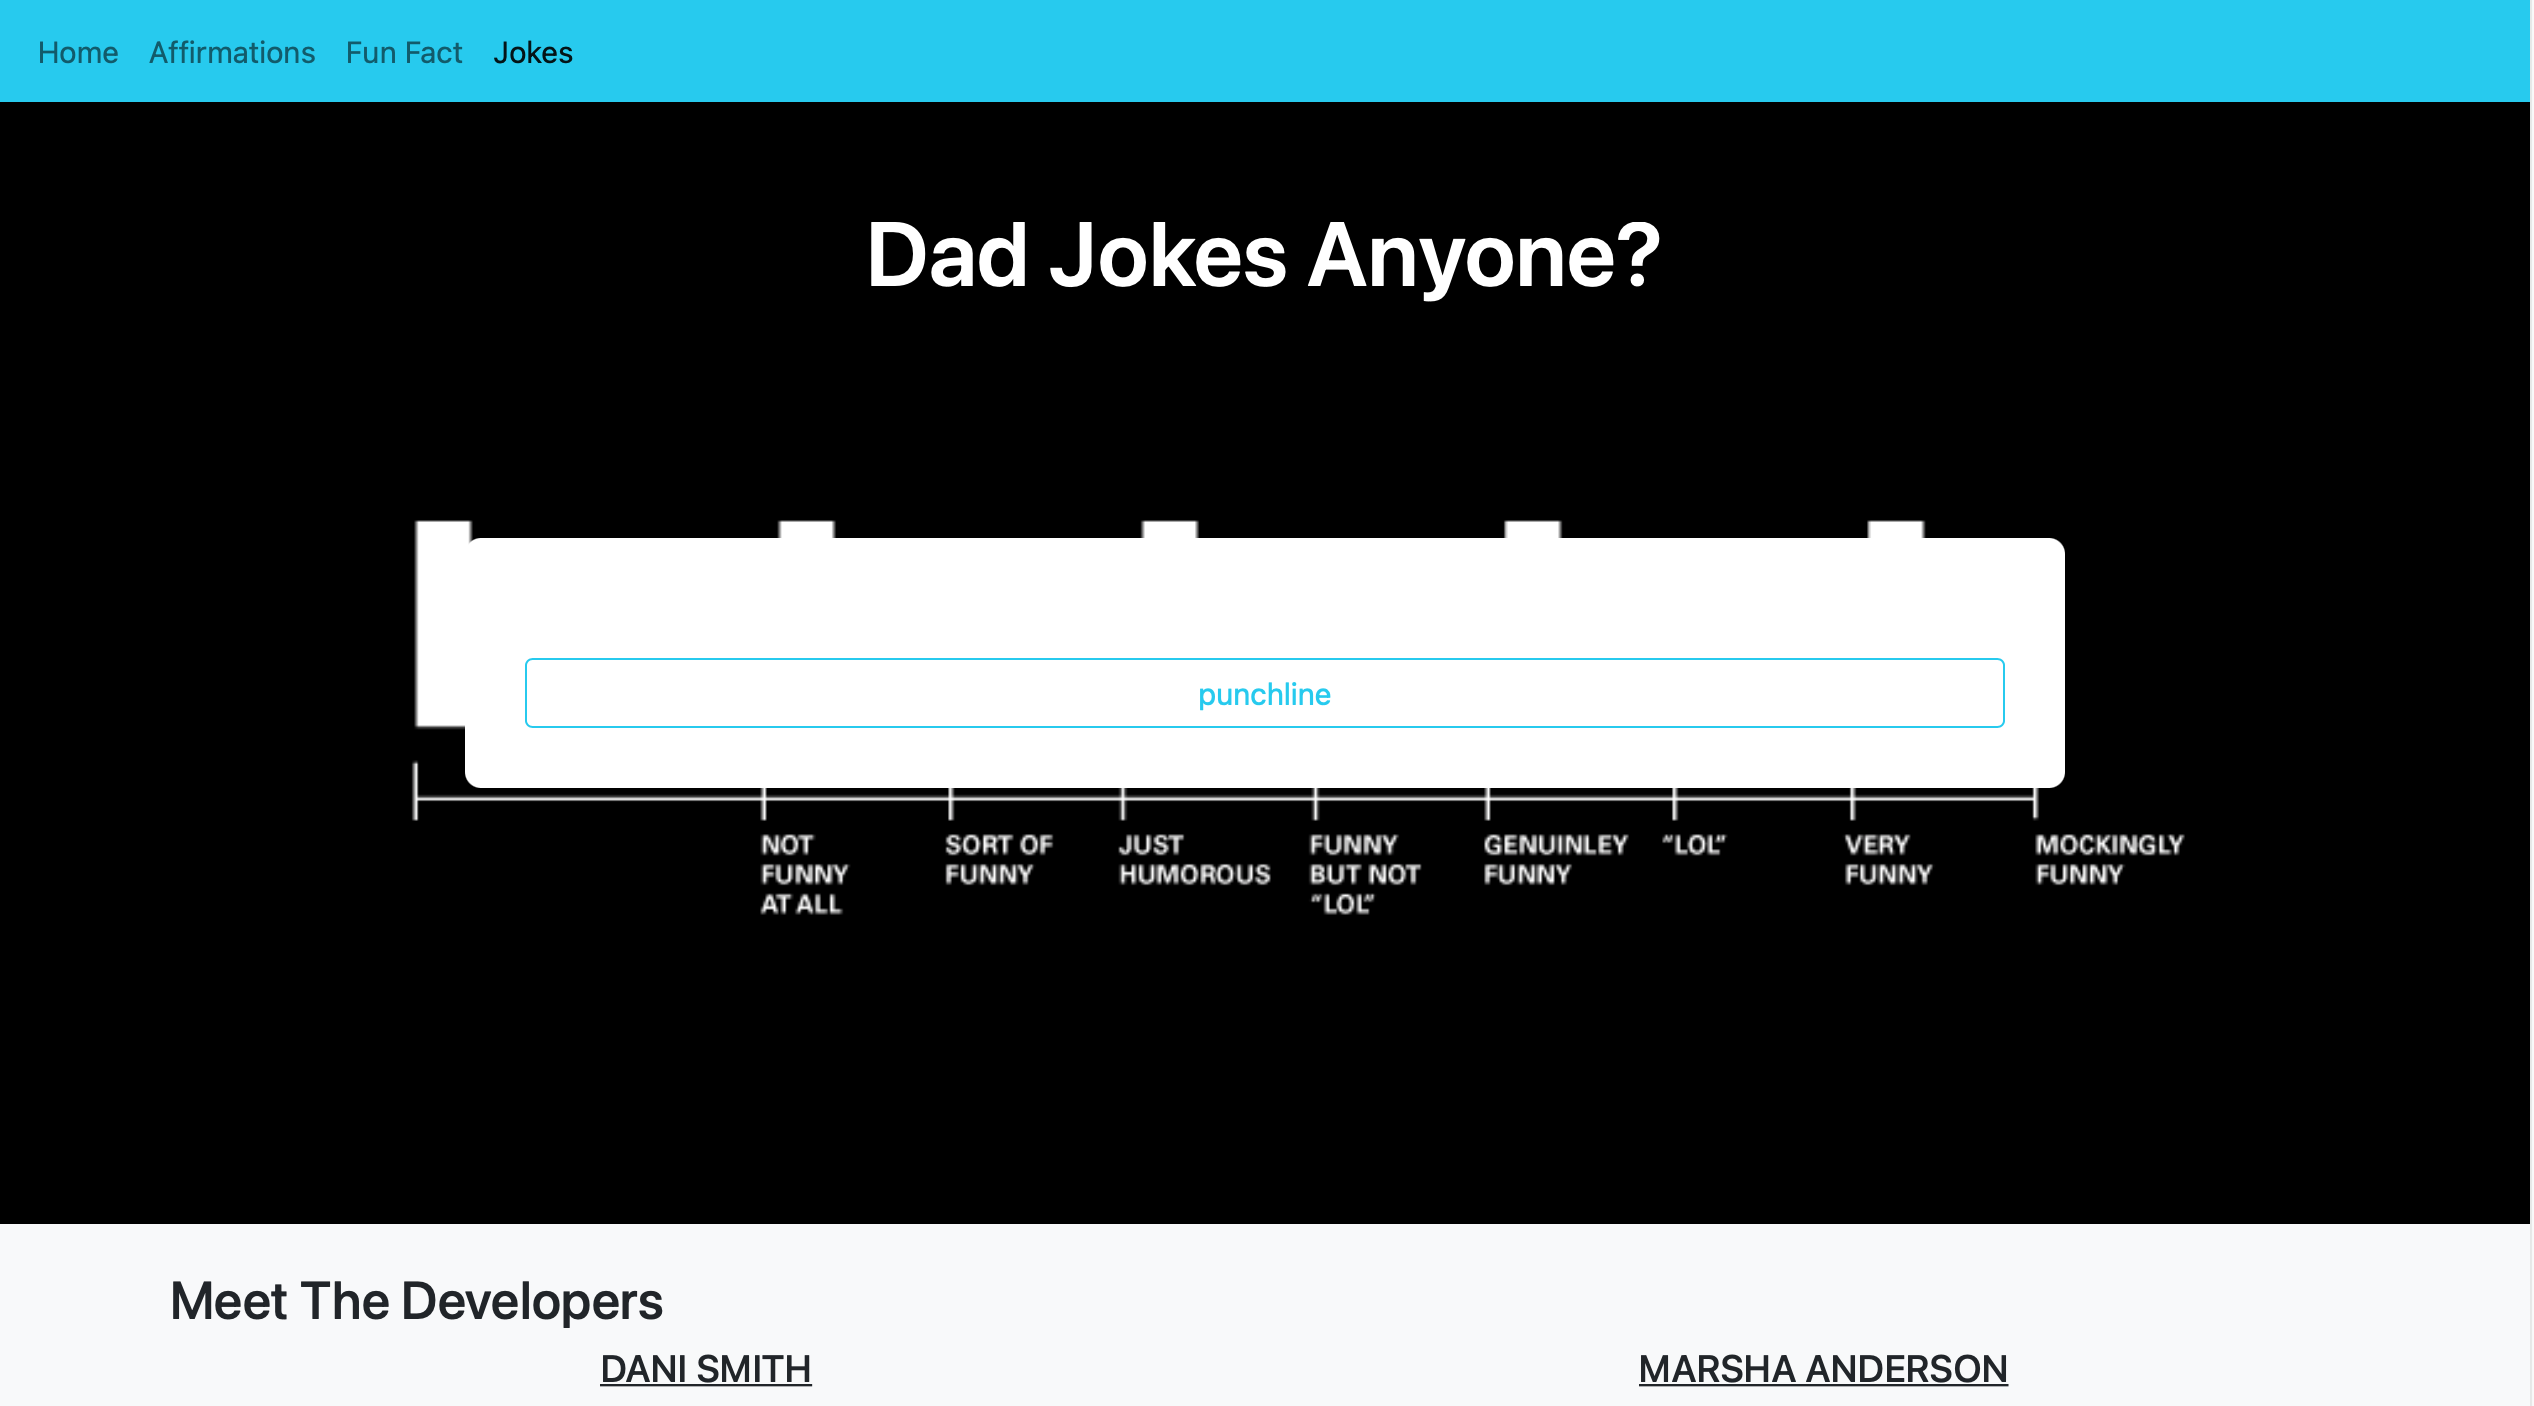 Home Affirmations Fun Fact Jokes
Dad Jokes Anyone?
punchline
NOT FUNNY AT ALL
SORT OF FUNNY
JUST HUMOROUS
FUNNY BUT NOT “LOL”
GENUINLEY FUNNY
“LOL”
VERY FUNNY
MOCKINGLY FUNNY
Meet The Developers
DANI SMITH MARSHA ANDERSON